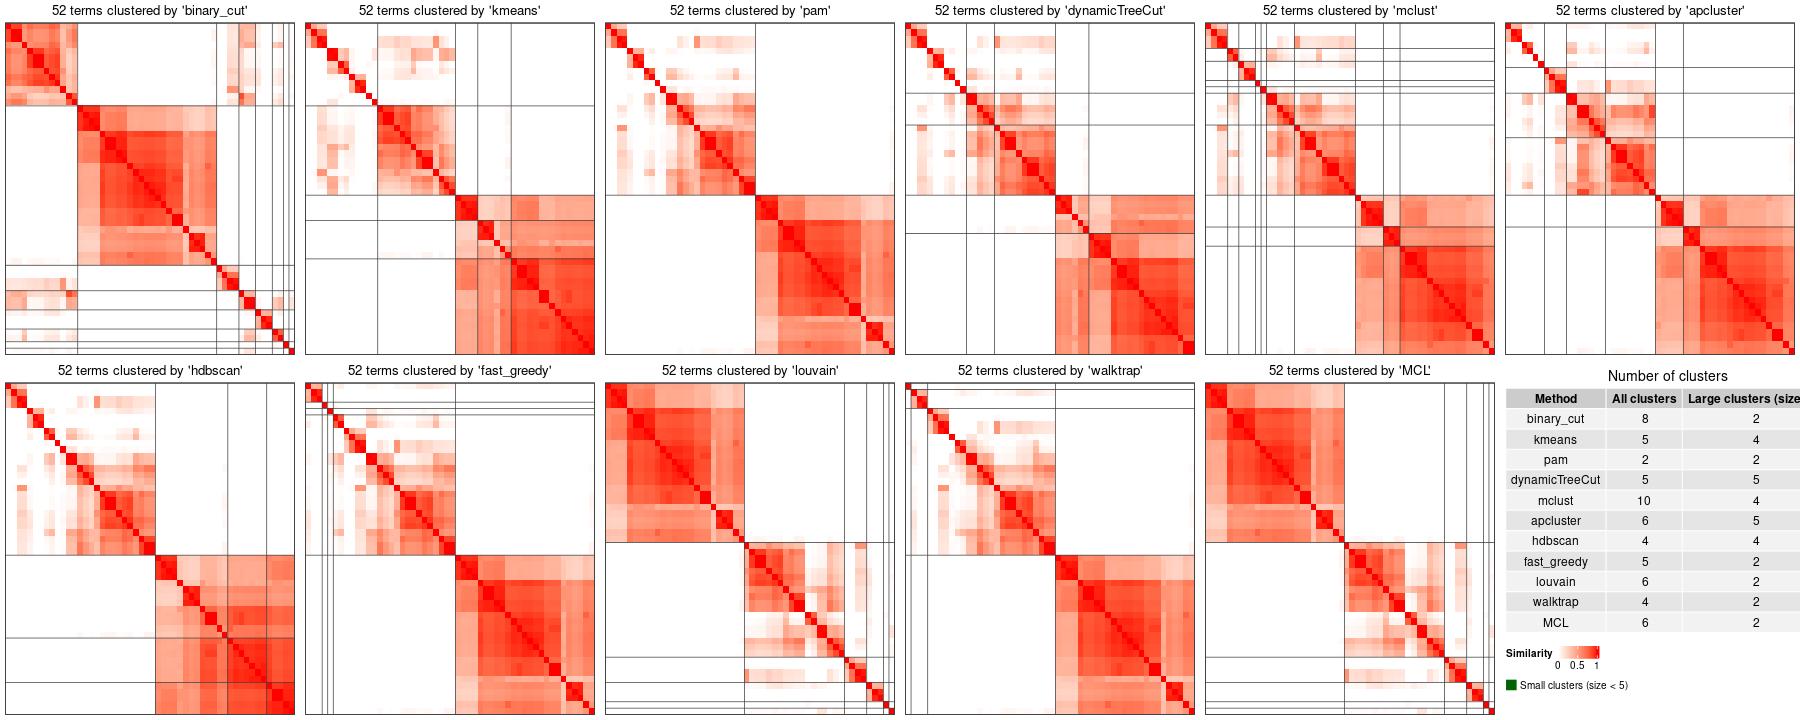 52 terms clustered by 'binary_cut'
52 terms clustered by 'kmeans'
52 terms clustered by 'pam'
52 terms clustered by 'dynamicTreeCut'
52 terms clustered by 'mclust'
52 terms clustered by 'apcluster'
52 terms clustered by 'hdbscan'
52 terms clustered by 'fast_greedy'
52 terms clustered by 'louvain'
52 terms clustered by 'walktrap'
52 terms clustered by 'MCL'
Number of clusters
Method All clusters Large clusters (size
binary_cut 8 2
kmeans 5 4
pam 2 2
dynamicTreeCut 5 5
mclust 10 4
apcluster 6 5
hdbscan 4 4
fast_greedy 5 2
louvain 6 2
walktrap 4 2
MCL 6 2
Similarity
0 0.5 1
Small clusters (size < 5)